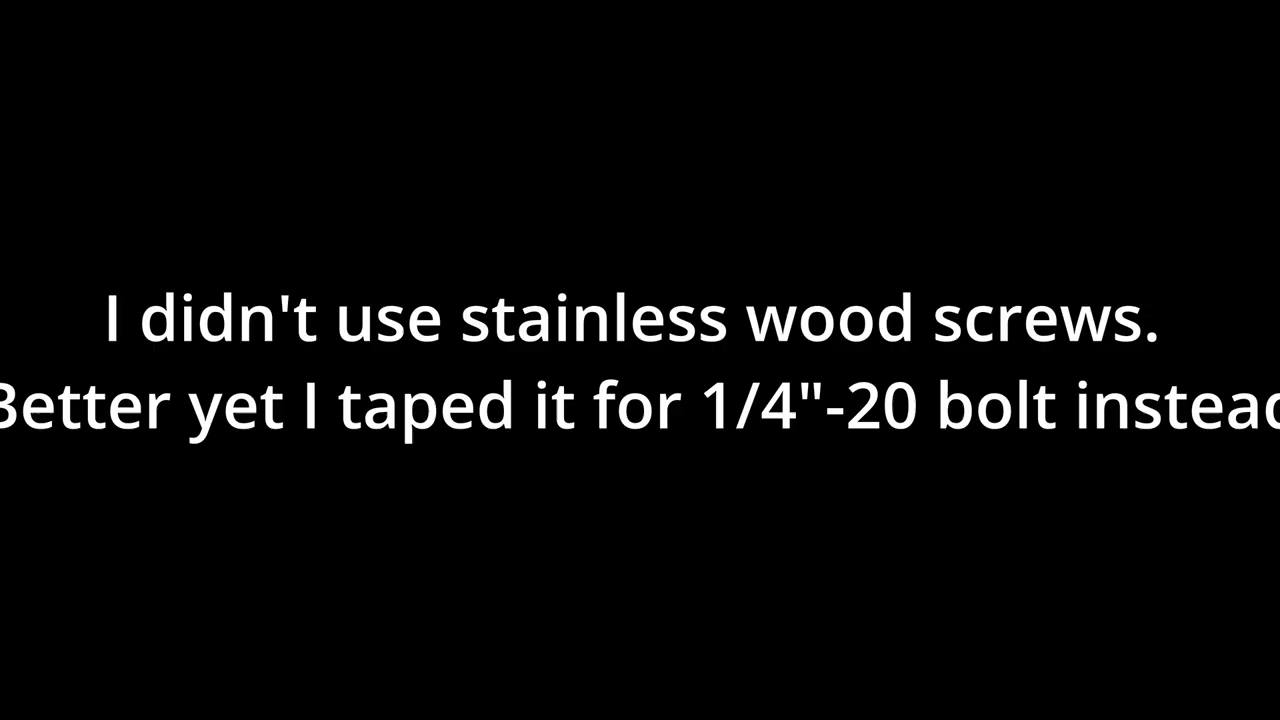 I didn't use stainless wood screws.
Better yet I taped it for 1/4"-20 bolt instead